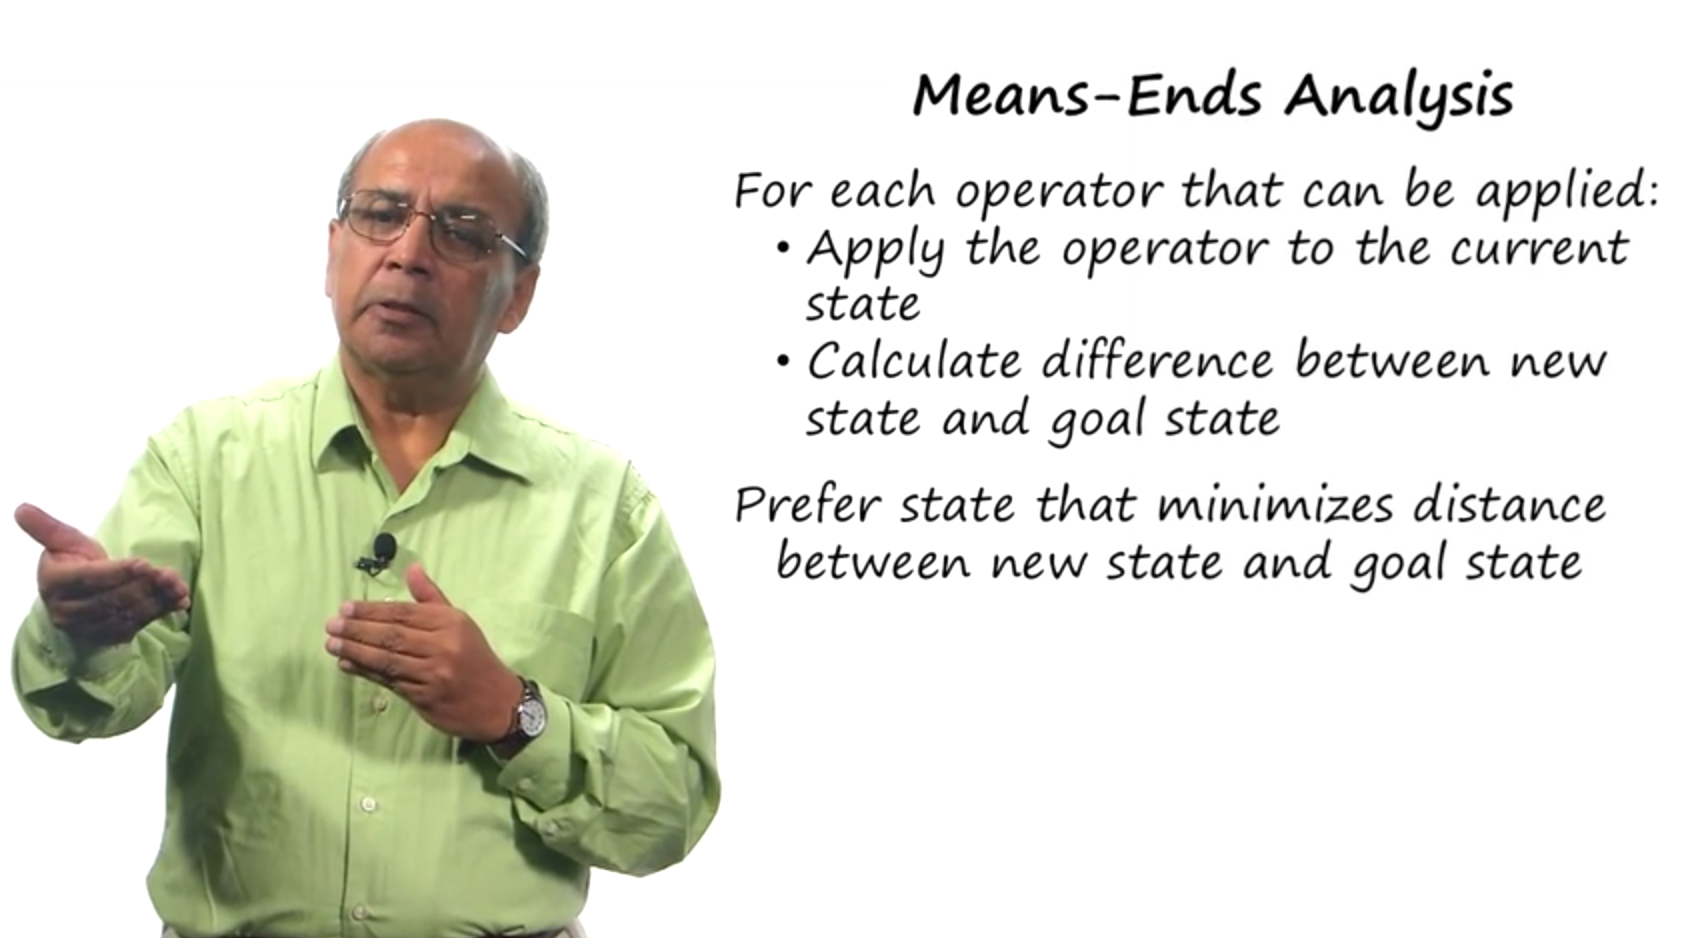 Means-Ends Analysis
For each operator that can be applied:
• Apply the operator to the current
state
• Calculate difference between new
state and goal state
Prefer state that minimizes distance
between new state and goal state